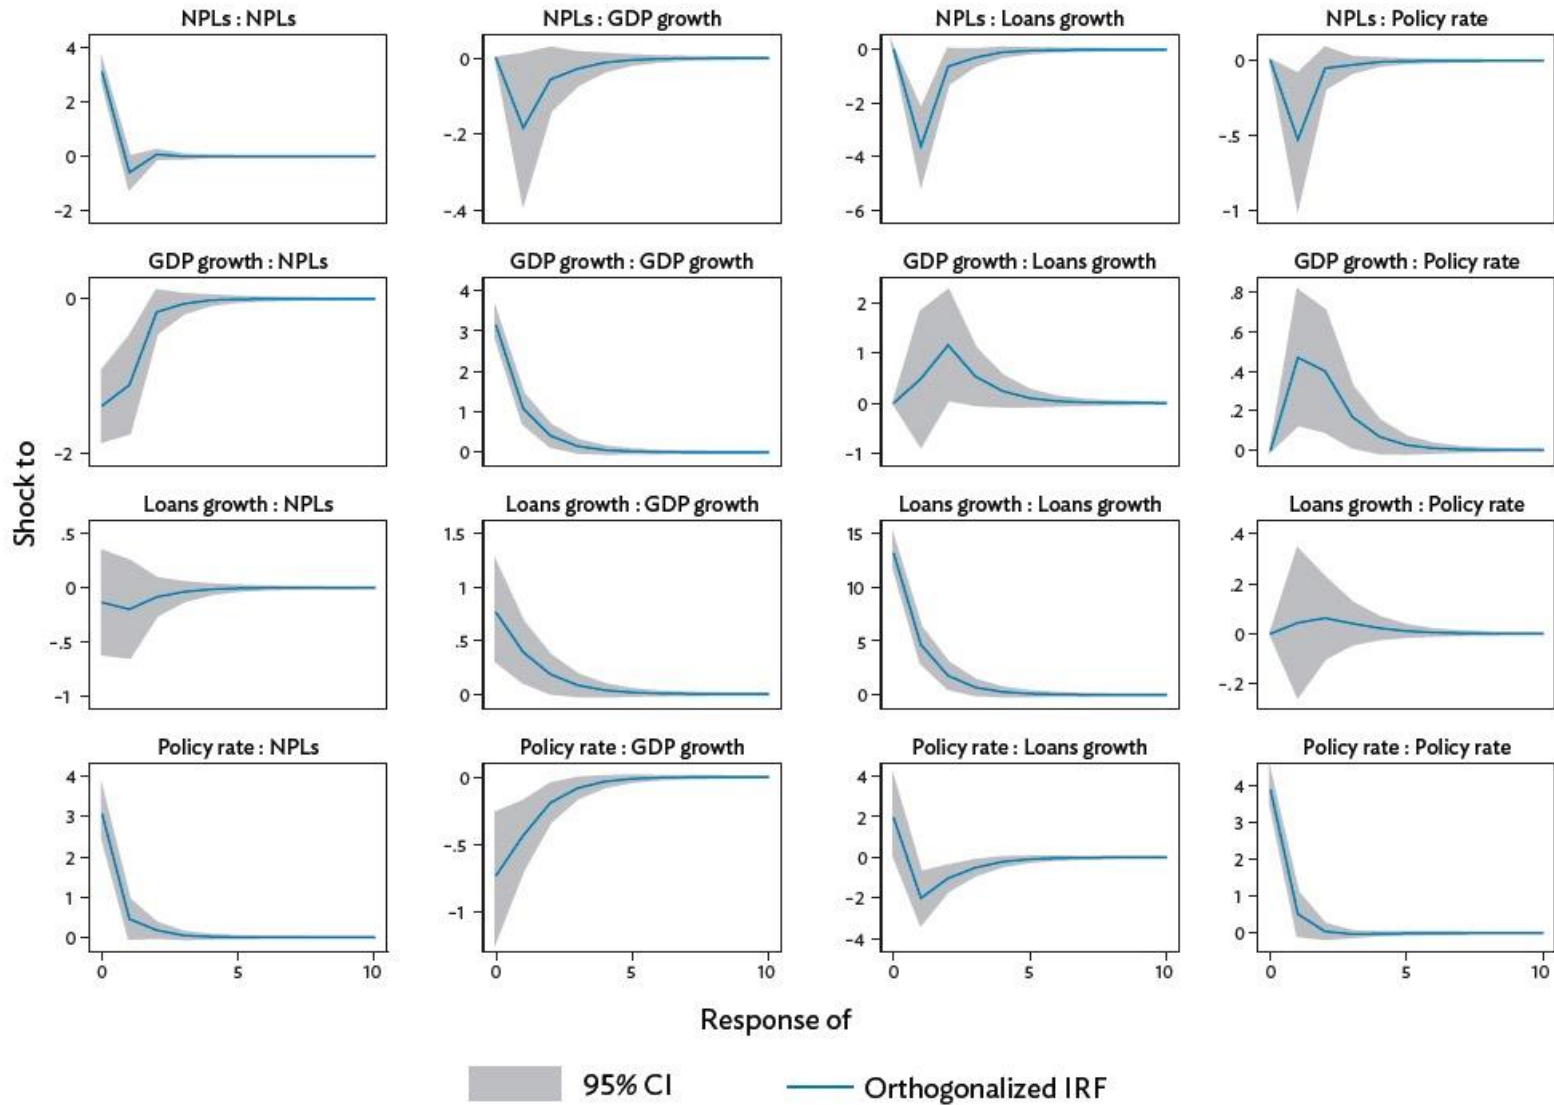 NPLs : NPLs
NPLs : GDP growth
NPLs : Loans growth
NPLs : Policy rate
4
2
0
−2
0
−.2
−.4
0
−2
−4
−6
0
−.5
−1
GDP growth : NPLs
GDP growth : GDP growth
GDP growth : Loans growth
GDP growth : Policy rate
0
−2
4
3
2
1
0
2
1
0
−1
.8
.6
.4
.2
0
Shock to
Loans growth : NPLs
Loans growth : GDP growth
Loans growth : Loans growth
Loans growth : Policy rate
.5
0
−.5
−1
1.5
1
.5
0
15
10
5
0
.4
.2
0
−.2
Policy rate : NPLs
Policy rate : GDP growth
Policy rate : Loans growth
Policy rate : Policy rate
4
3
2
1
0
0
−.5
−1
4
2
0
−2
−4
4
3
2
1
0
0 5 10
0 5 10
0 5 10
0 5 10
Response of
95% CI
Orthogonalized IRF